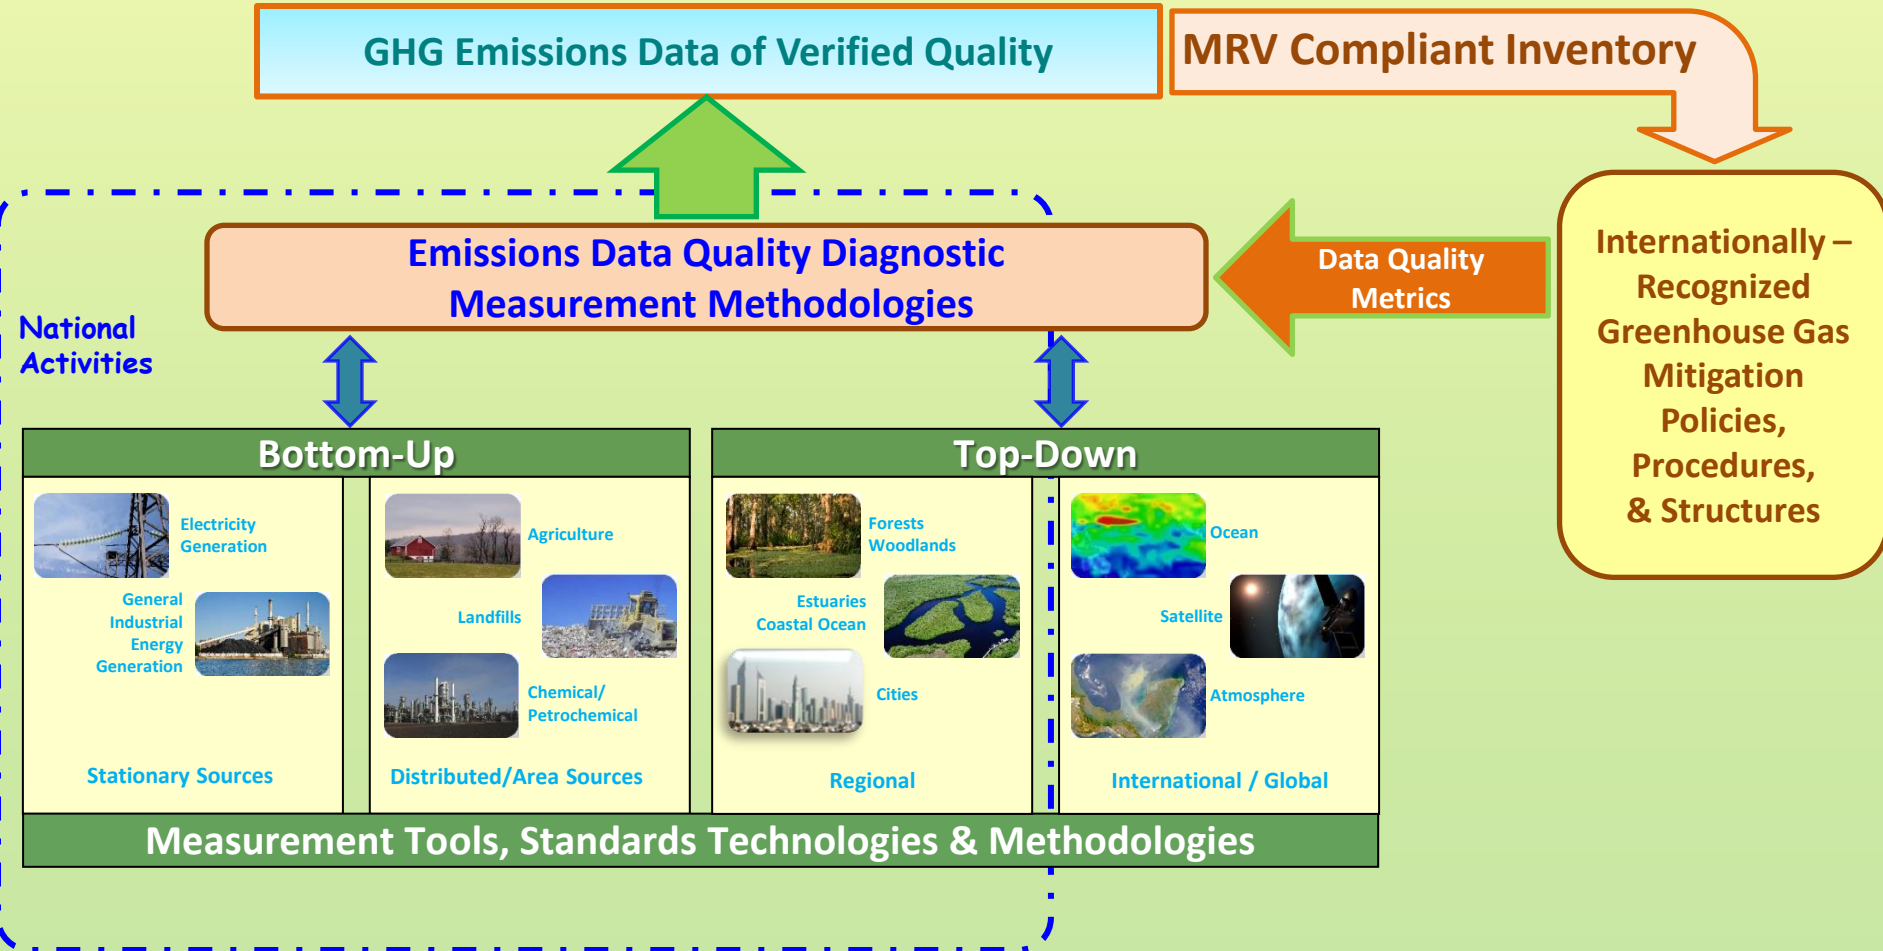 GHG Emissions Data of Verified Quality
MRV Compliant Inventory
Emissions Data Quality Diagnostic
Measurement Methodologies
Data Quality
Metrics
Internationally –
Recognized
Greenhouse Gas
Mitigation
Policies,
Procedures,
& Structures
National
Activities
Bottom-Up
Electricity
Generation
General
Industrial
Energy
Generation
Stationary Sources
Agriculture
Landfills
Chemical/
Petrochemical
Distributed/Area Sources
Top-Down
Forests
Woodlands
Estuaries
Coastal Ocean
Cities
Regional
Ocean
Satellite
Atmosphere
International / Global
Measurement Tools, Standards Technologies & Methodologies